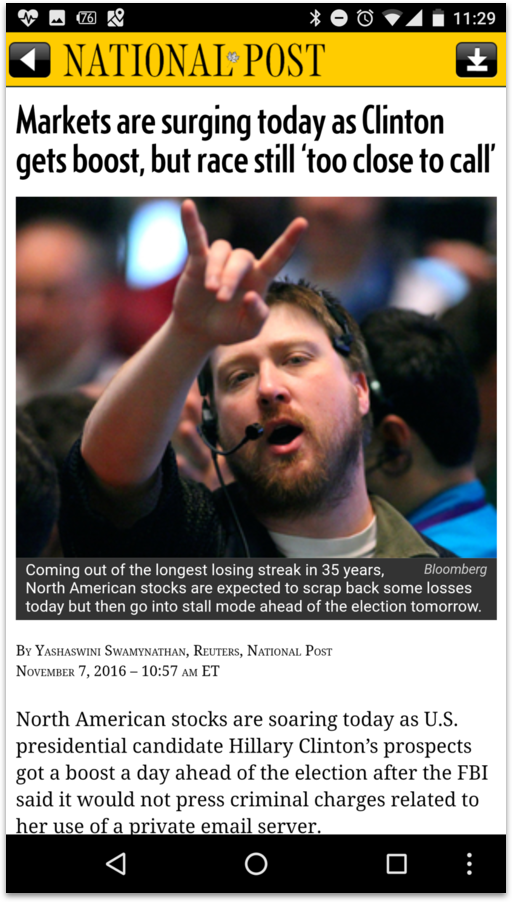 76 11:29
NATIONAL POST
Markets are surging today as Clinton
gets boost, but race still ‘too close to call’
Coming out of the longest losing streak in 35 years, Bloomberg
North American stocks are expected to scrap back some losses
today but then go into stall mode ahead of the election tomorrow.
By Yashaswini Swamynathan, Reuters, National Post
November 7, 2016 – 10:57 am ET
North American stocks are soaring today as U.S.
presidential candidate Hillary Clinton’s prospects
got a boost a day ahead of the election after the FBI
said it would not press criminal charges related to
her use of a private email server.